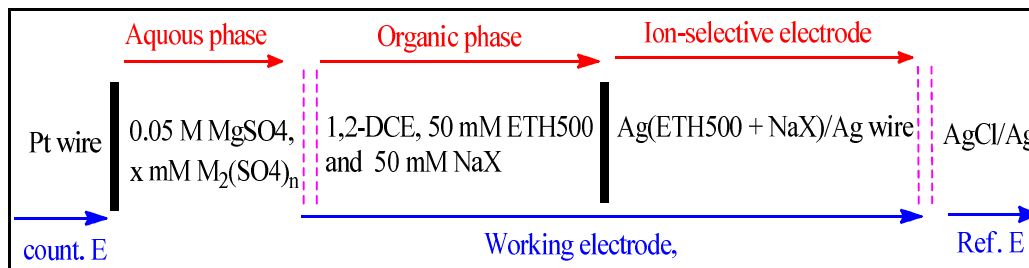 Aquous phase
Organic phase
Ion-selective electrode
Pt wire
0.05 M MgSO4,
x mM M₂(SO4)ₙ
1,2-DCE, 50 mM ETH500
and 50 mM NaX
Ag(ETH500 + NaX)/Ag wire
AgCl/Ag
count. E
Working electrode,
Ref. E